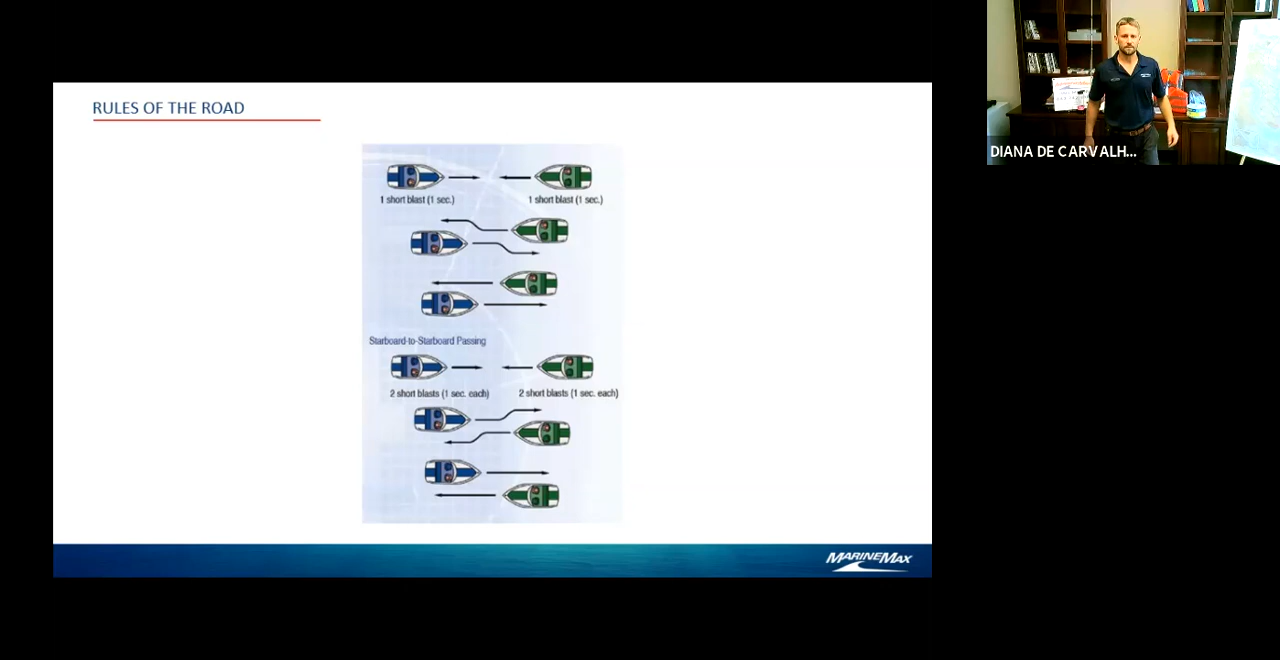 RULES OF THE ROAD
1 short blast (1 sec.)
1 short blast (1 sec.)
Starboard-to-Starboard Passing
2 short blasts (1 sec. each)
2 short blasts (1 sec. each)
MARINEMAX
DIANA DE CARVALH...